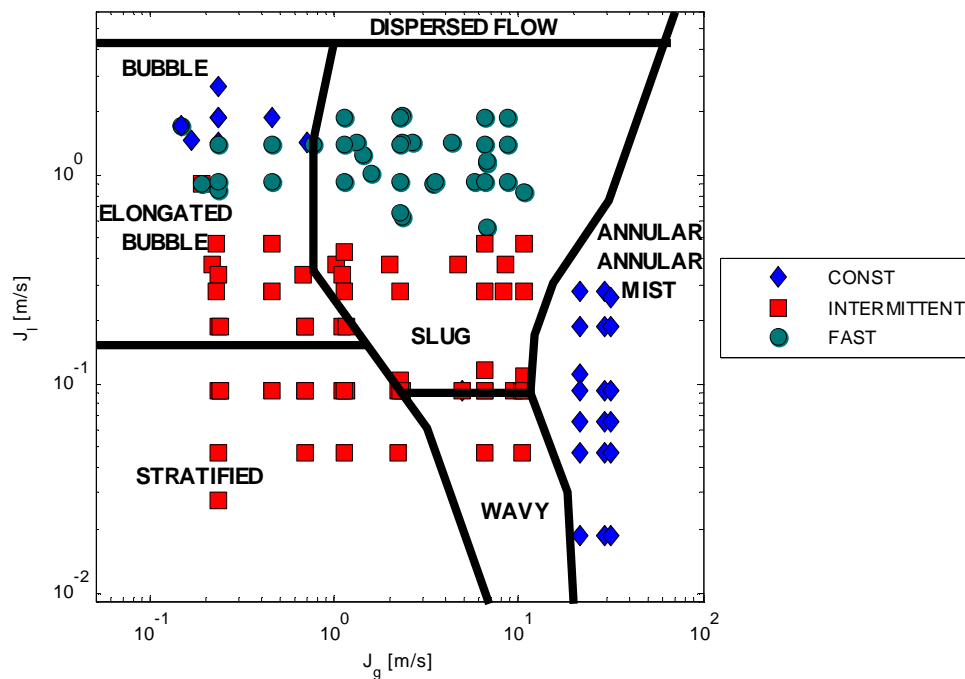 DISPERSED FLOW
BUBBLE
ELONGATED
BUBBLE
ANNULAR
ANNULAR
MIST
SLUG
STRATIFIED
WAVY
10^0
10^-1
10^-2
J_l [m/s]
10^-1
10^0
10^1
10^2
J_g [m/s]
CONST
INTERMITTENT
FAST